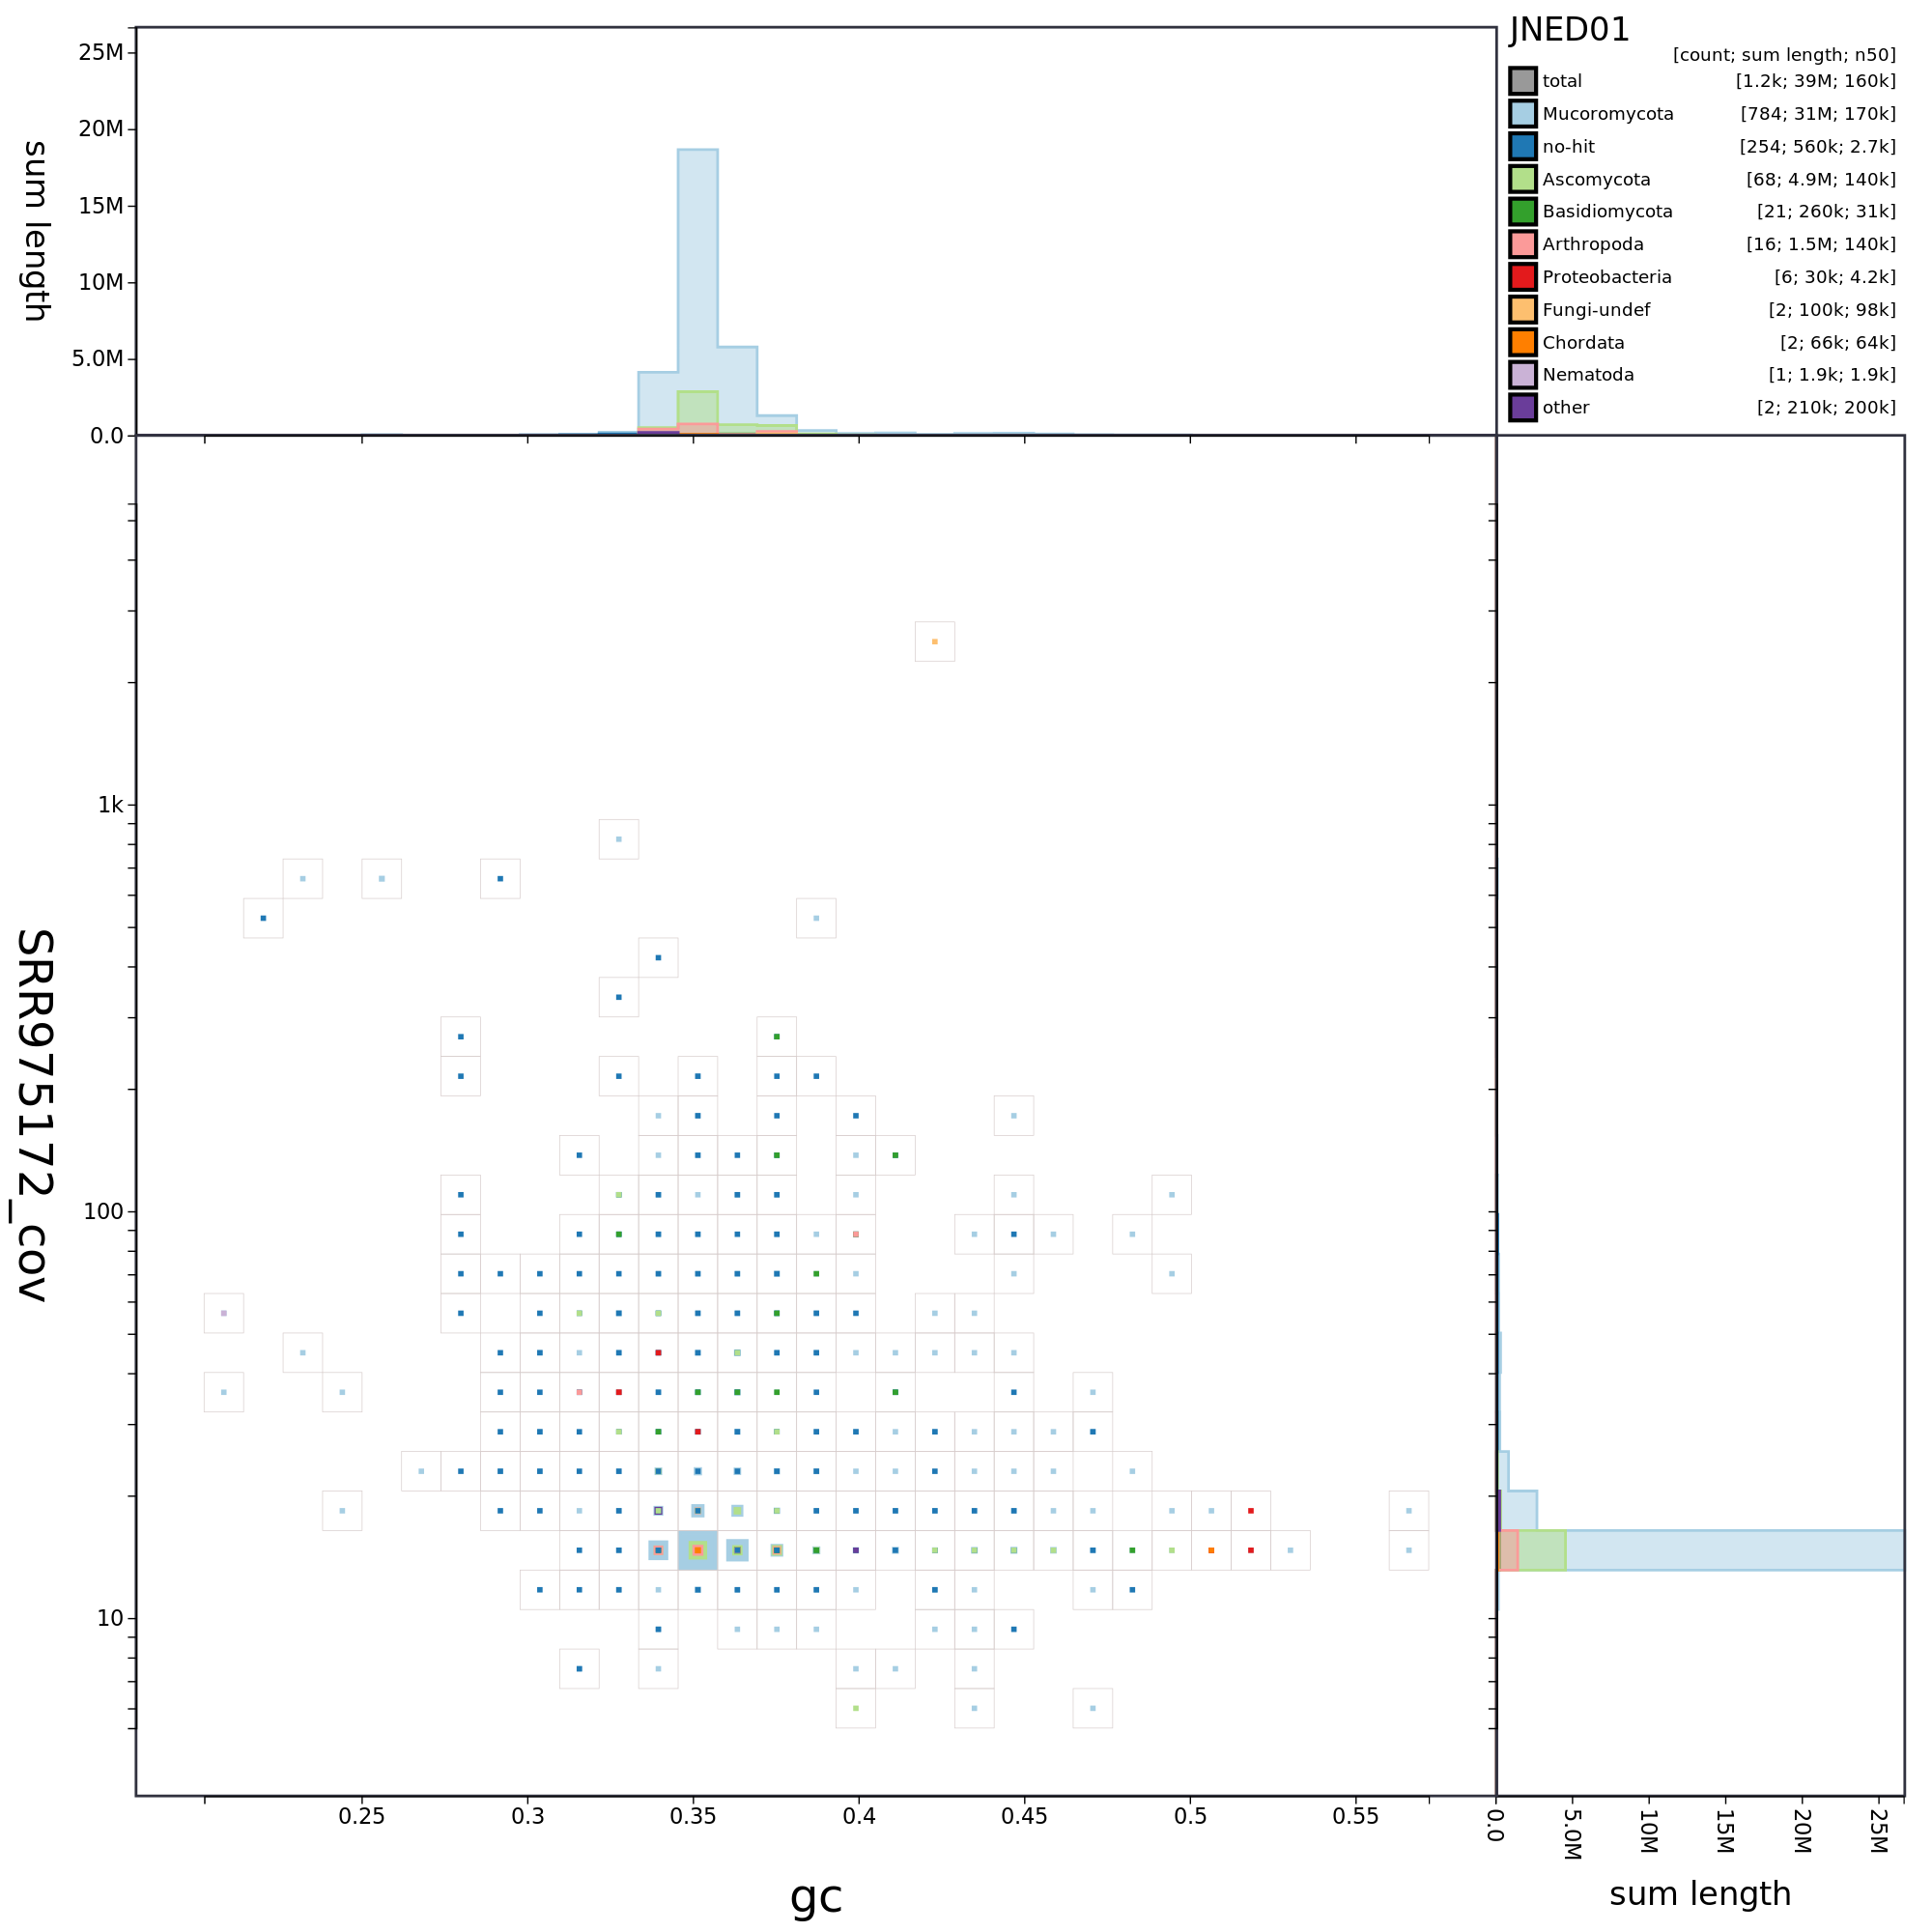 JNED01
[count; sum length; n50]
total [1.2k; 39M; 160k]
Mucoromycota [784; 31M; 170k]
no-hit [254; 560k; 2.7k]
Ascomycota [68; 4.9M; 140k]
Basidiomycota [21; 260k; 31k]
Arthropoda [16; 1.5M; 140k]
Proteobacteria [6; 30k; 4.2k]
Fungi-undef [2; 100k; 98k]
Chordata [2; 66k; 64k]
Nematoda [1; 1.9k; 1.9k]
other [2; 210k; 200k]
sum length
25M
20M
15M
10M
5.0M
0.0
SRR975172_cov
1k
100
10
0.25 0.3 0.35 0.4 0.45 0.5 0.55
gc
0.0 5.0M 10M 15M 20M 25M
sum length